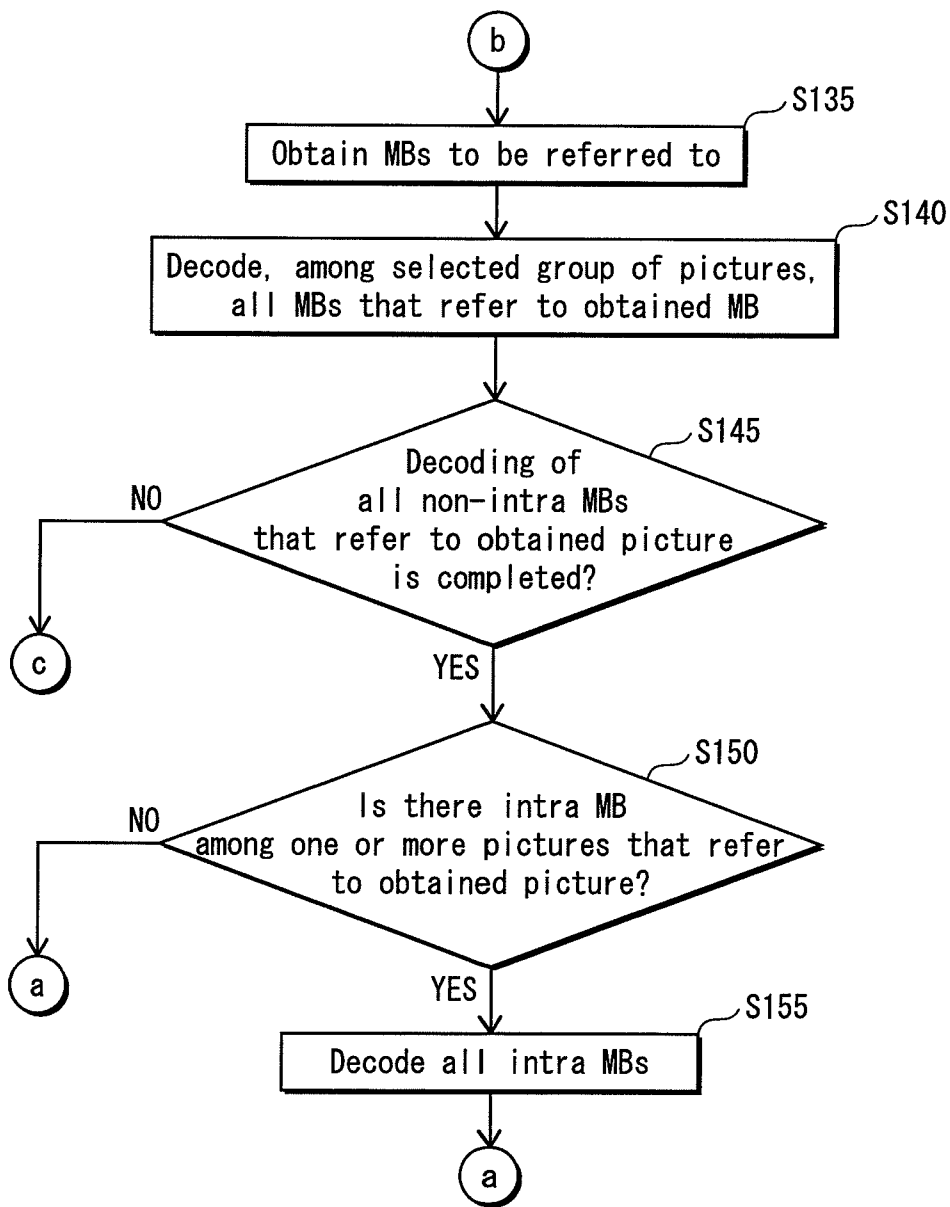 b
S135
Obtain MBs to be referred to
S140
Decode, among selected group of pictures,
all MBs that refer to obtained MB
S145
Decoding of
all non-intra MBs
that refer to obtained picture
is completed?
NO
c
YES
S150
Is there intra MB
among one or more pictures that refer
to obtained picture?
NO
a
YES
S155
Decode all intra MBs
a